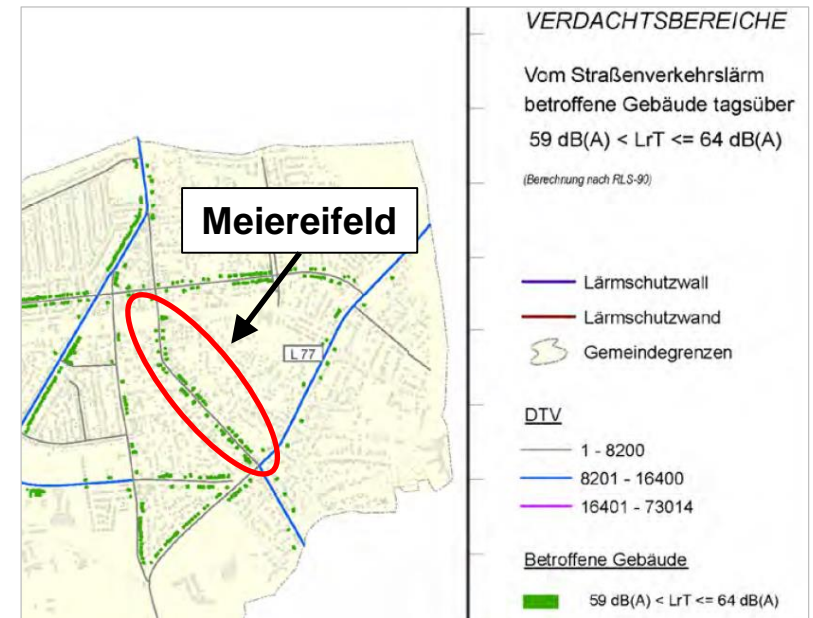 VERDACHTSBEREICHE
Vom Straßenverkehrslärm
betroffene Gebäude tagsüber
59 dB(A) < LrT <= 64 dB(A)
(Berechnung nach RLS-90)
Meiereifeld
L 77
Lärmschutzwall
Lärmschutzwand
Gemeindegrenzen
DTV
1 - 8200
8201 - 16400
16401 - 73014
Betroffene Gebäude
59 dB(A) < LrT <= 64 dB(A)